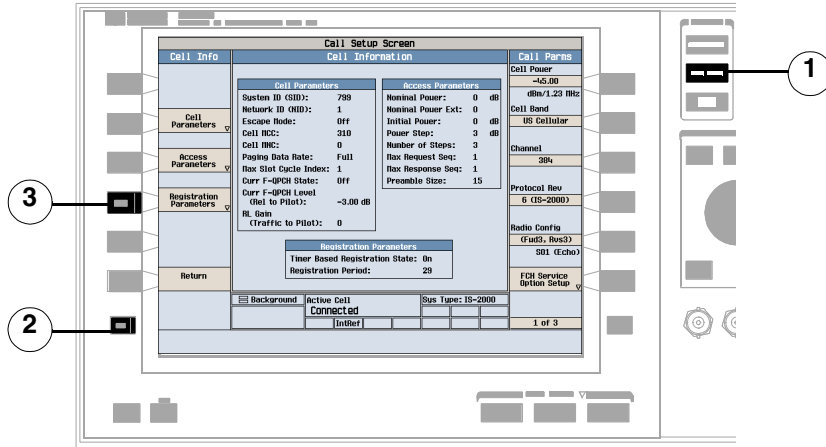 Call Setup Screen
Cell Info
Cell Information
Call Parms
Cell Parameters
Access Parameters
Registration Parameters
Return
Cell Parameters
System ID (SID): 799
Network ID (NID): 1
Escape Mode: Off
Cell MCC: 310
Cell MNC: 0
Paging Data Rate: Full
Max Slot Cycle Index: 1
Curr F-QPCH State: Off
Curr F-QPCH Level
(Rel to Pilot): -3.00 dB
RL Gain
(Traffic to Pilot): 0
Access Parameters
Nominal Power: 0 dB
Nominal Power Ext: 0
Initial Power: 0 dB
Power Step: 3 dB
Number of Steps: 3
Max Request Seq: 1
Max Response Seq: 1
Preamble Size: 15
Registration Parameters
Timer Based Registration State: On
Registration Period: 29
Cell Power
-45.00
dBm/1.23 MHz
Cell Band
US Cellular
Channel
384
Protocol Rev
6 (IS-2000)
Radio Config
(Fwd3, Rvs3)
SO1 (Echo)
FCH Service
Option Setup
1 of 3
Background
Active Cell
Connected
Sys Type: IS-2000
IntRef
1
2
3